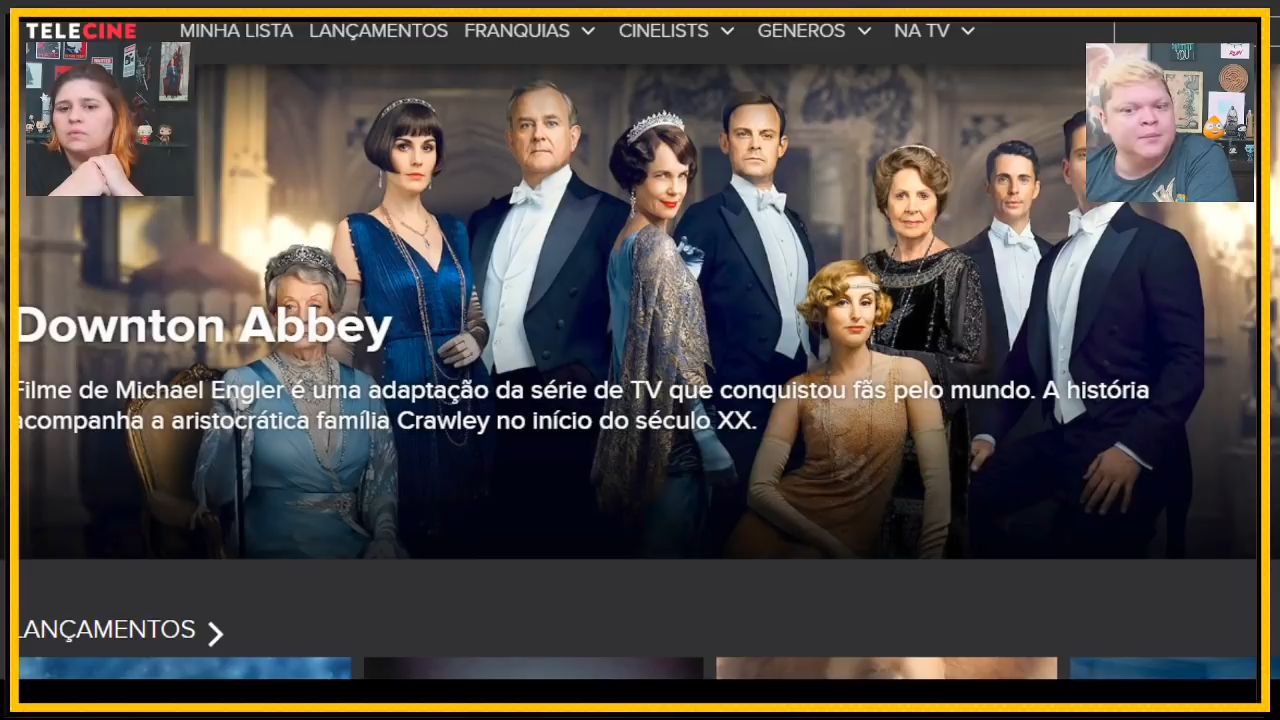 TELECINE
MINHA LISTA LANÇAMENTOS FRANQUIAS CINELISTS GENEROS NA TV
Downton Abbey
Filme de Michael Engler é uma adaptação da série de TV que conquistou fãs pelo mundo. A história
acompanha a aristocrática família Crawley no início do século XX.
LANÇAMENTOS